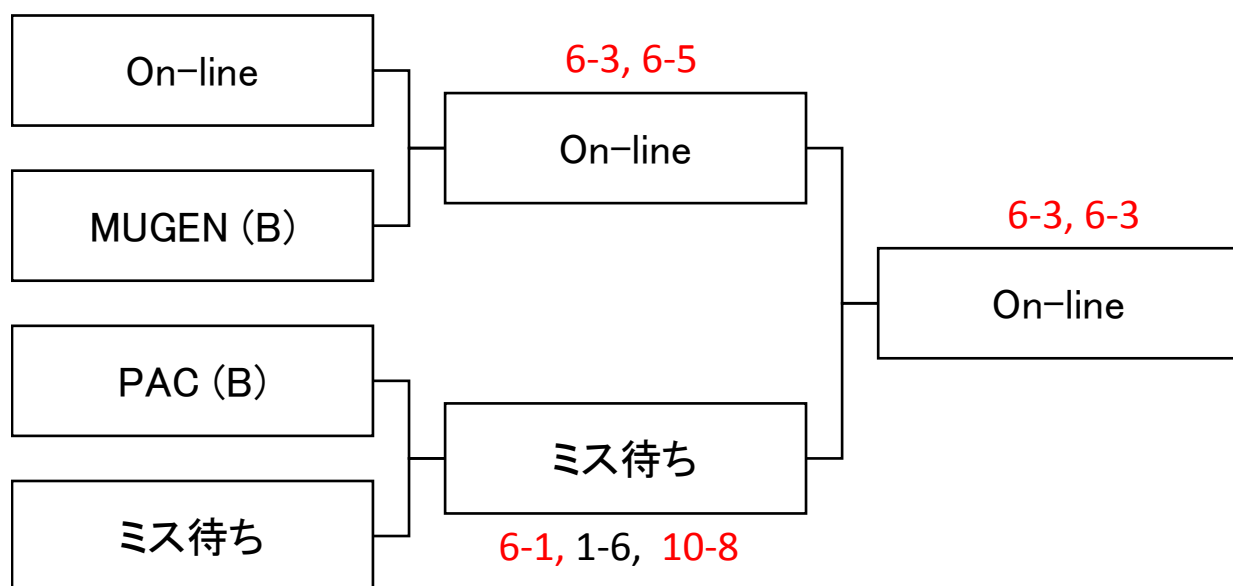 On-line
MUGEN (B)
PAC (B)
ミス待ち
6-3, 6-5
On-line
ミス待ち
6-1, 1-6, 10-8
6-3, 6-3
On-line